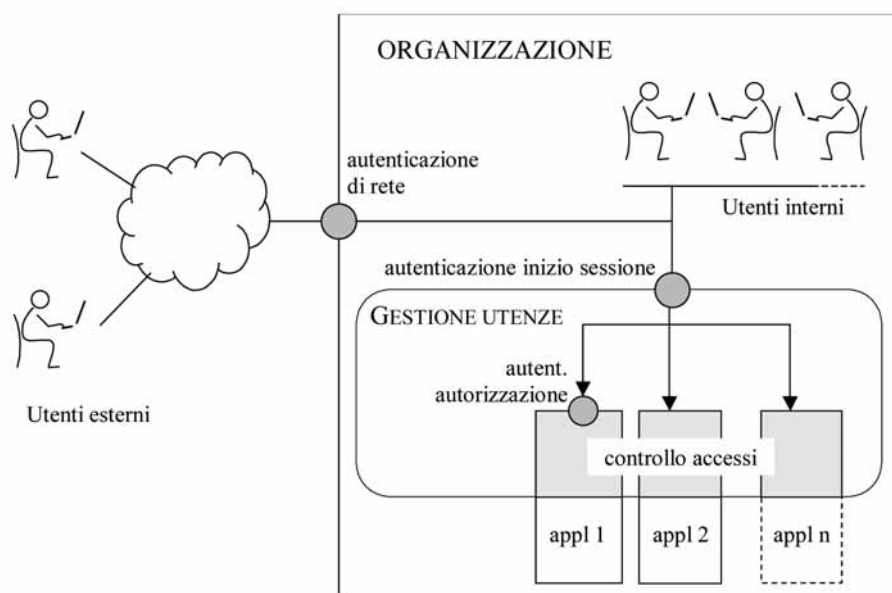 ORGANIZZAZIONE
autenticazione
di rete
Utenti interni
autenticazione inizio sessione
GESTIONE UTENZE
autent.
autorizzazione
Utenti esterni
controllo accessi
appl 1
appl 2
appl n